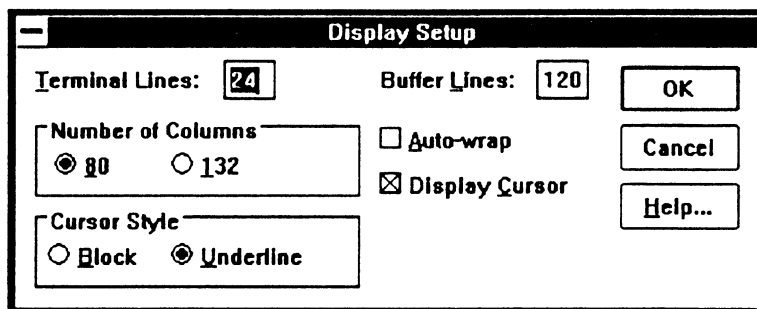 Display Setup
Terminal Lines: 24
Buffer Lines: 120
OK
Number of Columns
80 132
Auto-wrap
Cancel
Display Cursor
Help...
Cursor Style
Block Underline